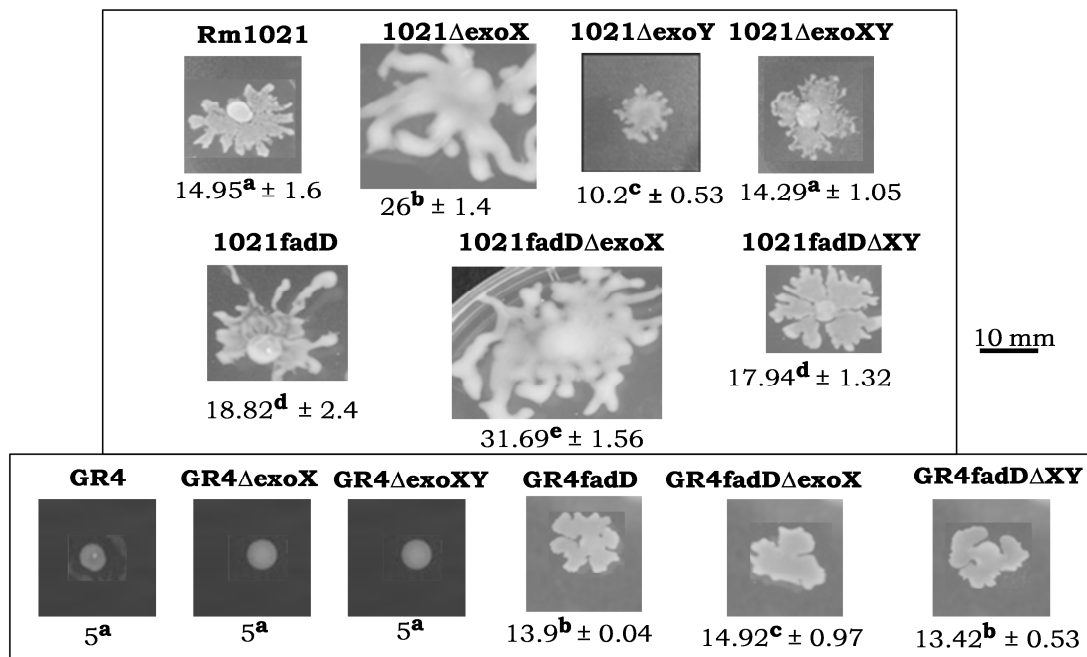 Rm1021 1021ΔexoX 1021ΔexoY 1021ΔexoXY
14.95a ± 1.6 26b ± 1.4 10.2c ± 0.53 14.29a ± 1.05
1021fadD 1021fadDΔexoX 1021fadDΔXY
10 mm
18.82d ± 2.4 31.69e ± 1.56 17.94d ± 1.32
GR4 GR4ΔexoX GR4ΔexoXY GR4fadD GR4fadDΔexoX GR4fadDΔXY
5a 5a 5a 13.9b ± 0.04 14.92c ± 0.97 13.42b ± 0.53